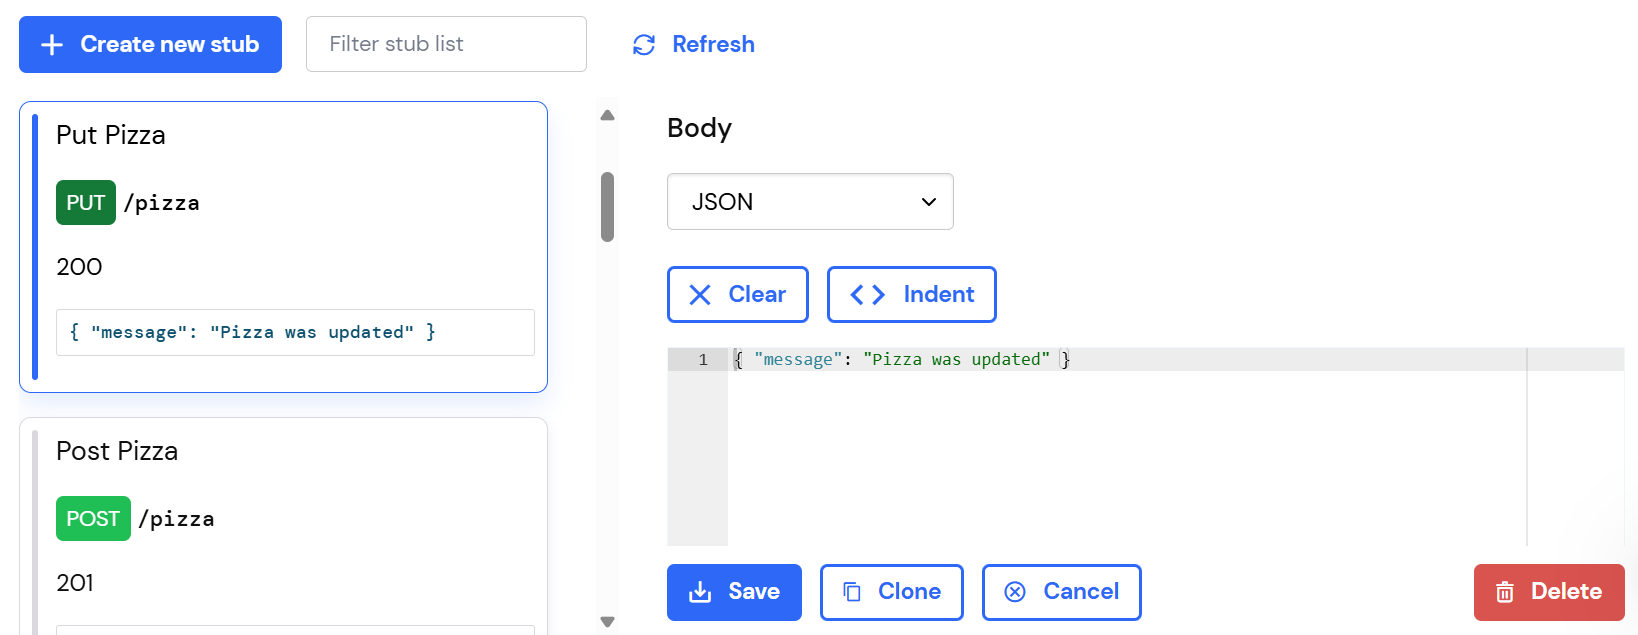 Create new stub
Filter stub list
Refresh
Put Pizza
PUT /pizza
200
{ "message": "Pizza was updated" }
Post Pizza
POST /pizza
201
Body
JSON
Clear
Indent
1 { "message": "Pizza was updated" }
Save
Clone
Cancel
Delete